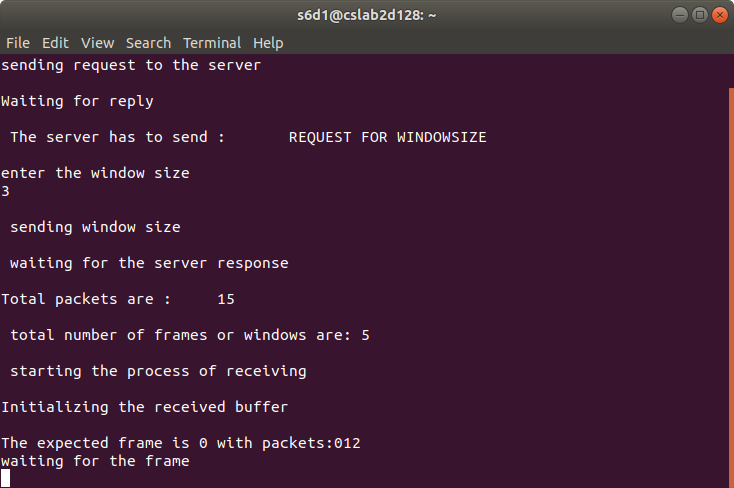 s6d1@cslab2d128: ~
File Edit View Search Terminal Help
sending request to the server
Waiting for reply
The server has to send : REQUEST FOR WINDOWSIZE
enter the window size
3
sending window size
waiting for the server response
Total packets are : 15
total number of frames or windows are: 5
starting the process of receiving
Initializing the received buffer
The expected frame is 0 with packets:012
waiting for the frame